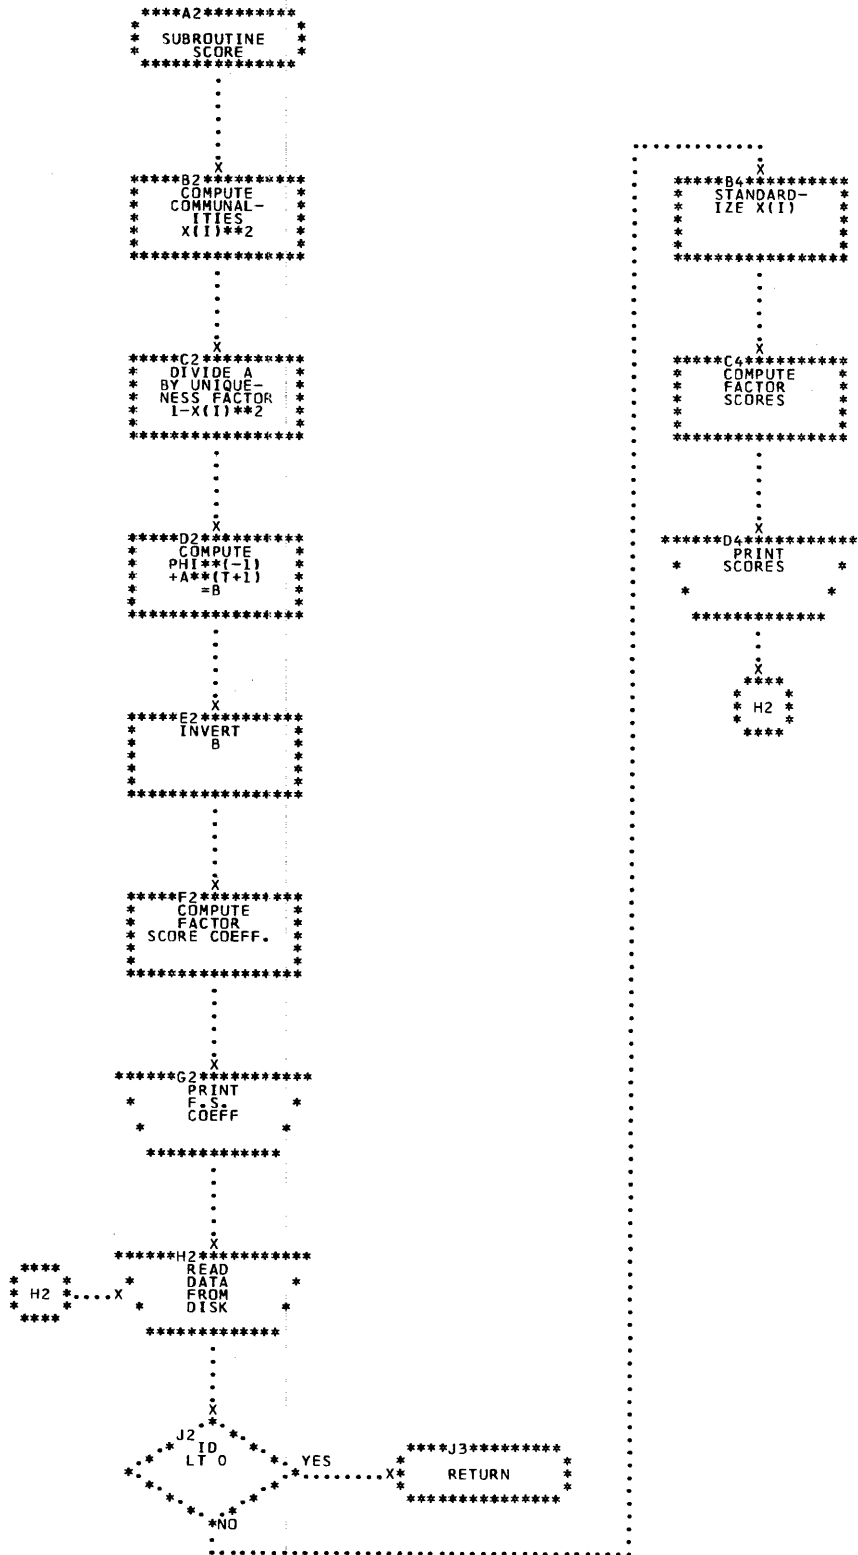 A2
SUBROUTINE
SCORE
X
B2
COMPUTE
COMMUNAL-
ITIES
X(I)**2
X
C2
DIVIDE A
BY UNIQUE-
NESS FACTOR
1-X(I)**2
X
D2
COMPUTE
PHI**(-1)
+A**(T+1)
=B
X
E2
INVERT
B
X
F2
COMPUTE
FACTOR
SCORE COEFF.
X
G2
PRINT
F.S.
COEFF
X
H2
READ
DATA
FROM
DISK
H2
X
X
J2
ID
LT 0
YES
X
J3
RETURN
NO
X
B4
STANDARD-
IZE X(I)
X
C4
COMPUTE
FACTOR
SCORES
X
D4
PRINT
SCORES
X
H2